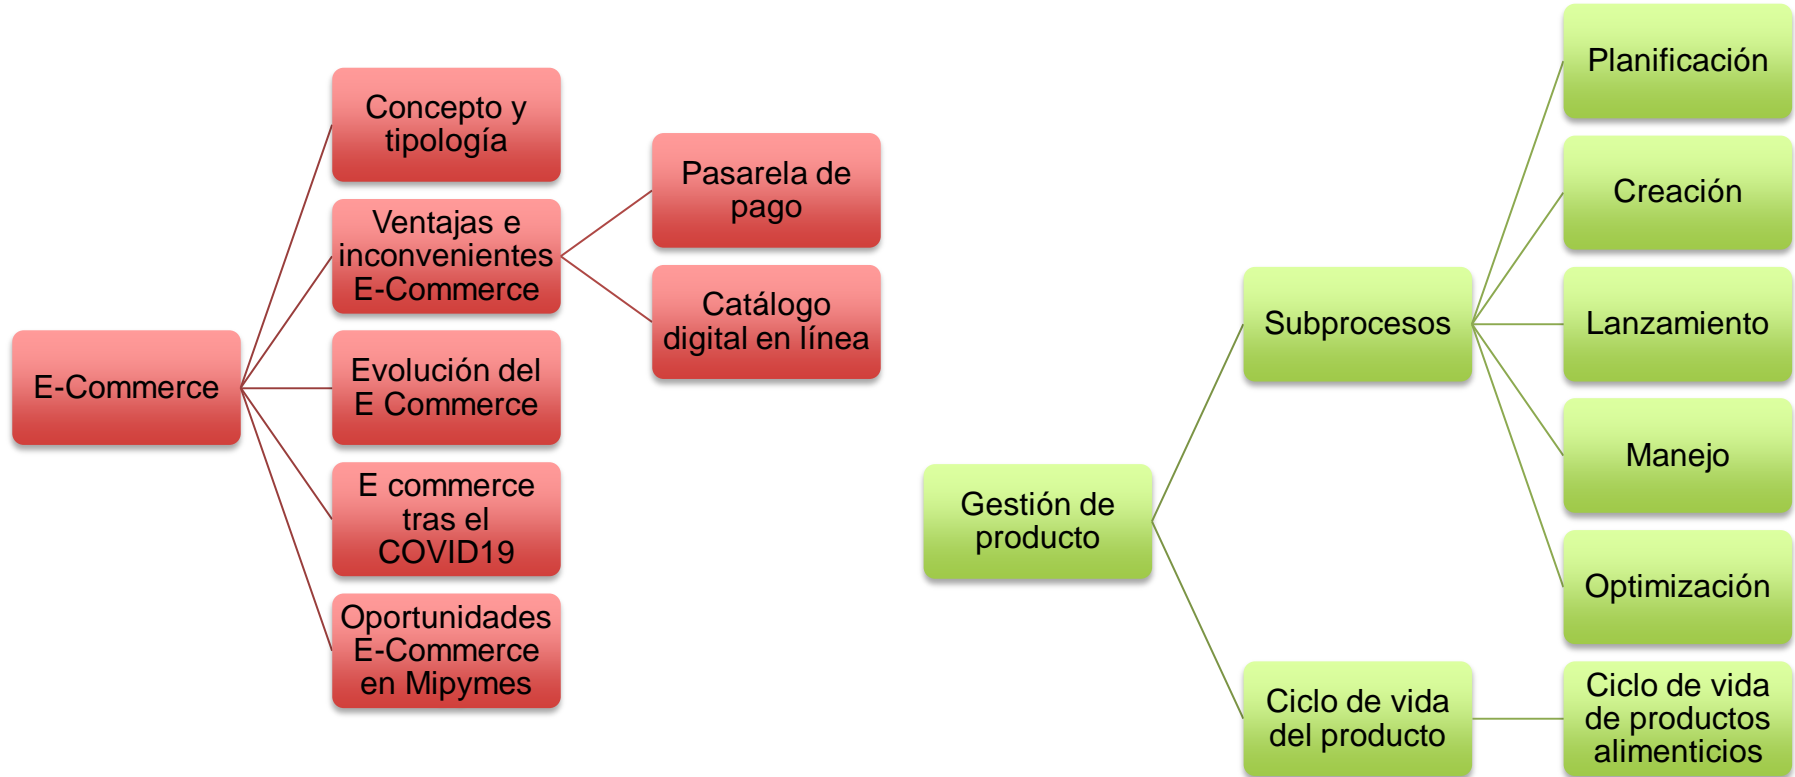 E-Commerce
Concepto y
tipología
Ventajas e
inconvenientes
E-Commerce
Pasarela de
pago
Catálogo
digital en línea
Evolución del
E Commerce
E commerce
tras el
COVID19
Oportunidades
E-Commerce
en Mipymes
Gestión de
producto
Subprocesos
Planificación
Creación
Lanzamiento
Manejo
Optimización
Ciclo de vida
del producto
Ciclo de vida
de productos
alimenticios